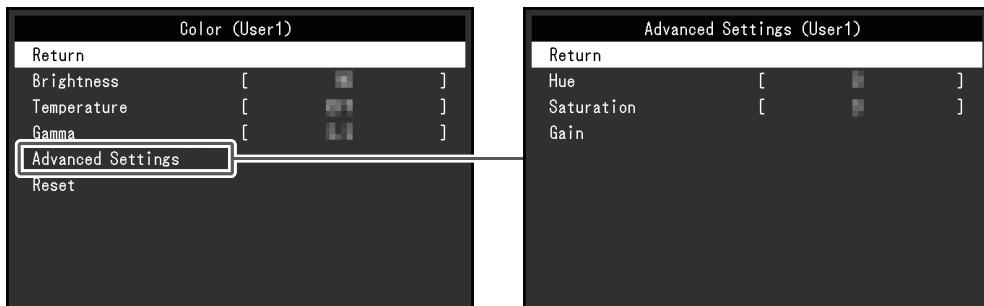 Color (User1)
Return
Brightness [ ]
Temperature [ ]
Gamma [ ]
Advanced Settings
Reset
Advanced Settings (User1)
Return
Hue [ ]
Saturation [ ]
Gain